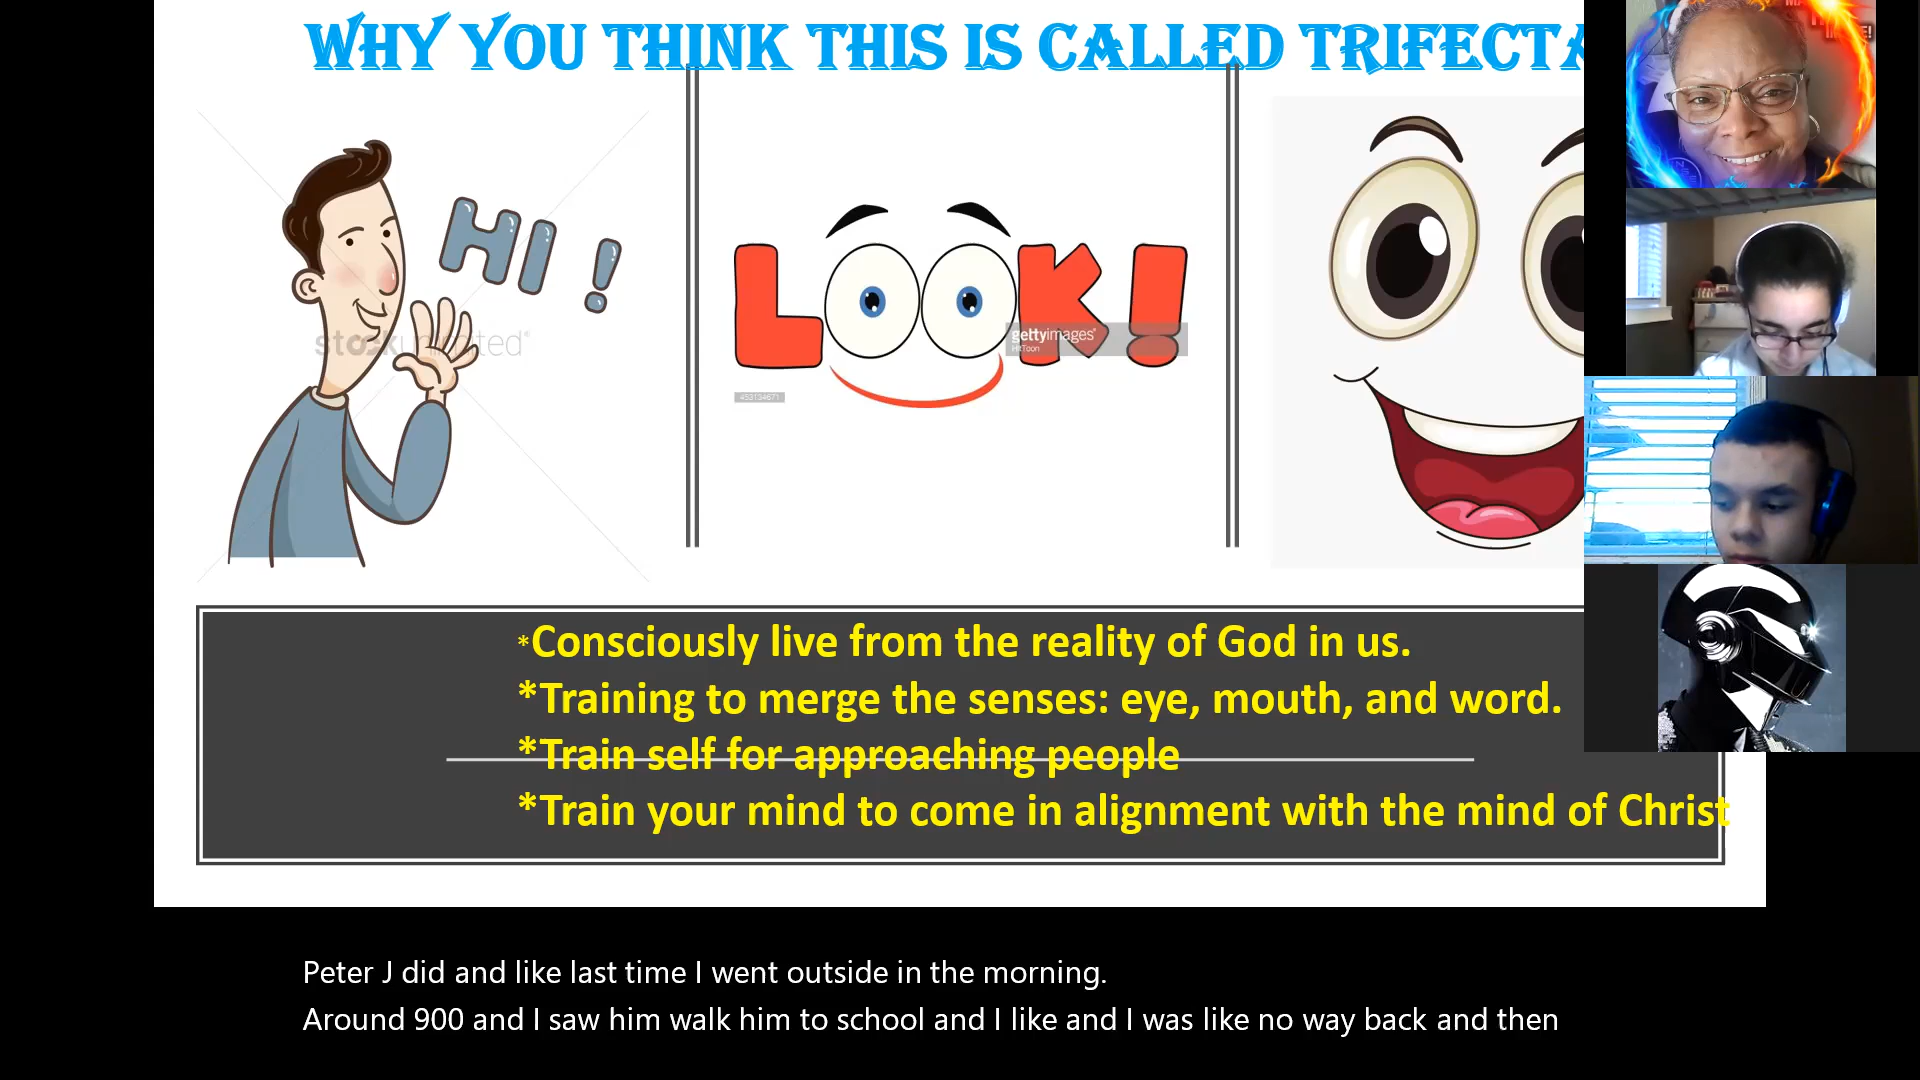 WHY YOU THINK THIS IS CALLED TRIFECTA
HI !
LOOK!
gettyimages®
HitToon
453134671
*Consciously live from the reality of God in us.
*Training to merge the senses: eye, mouth, and word.
*Train self for approaching people
*Train your mind to come in alignment with the mind of Christ
Peter J did and like last time I went outside in the morning.
Around 900 and I saw him walk him to school and I like and I was like no way back and then